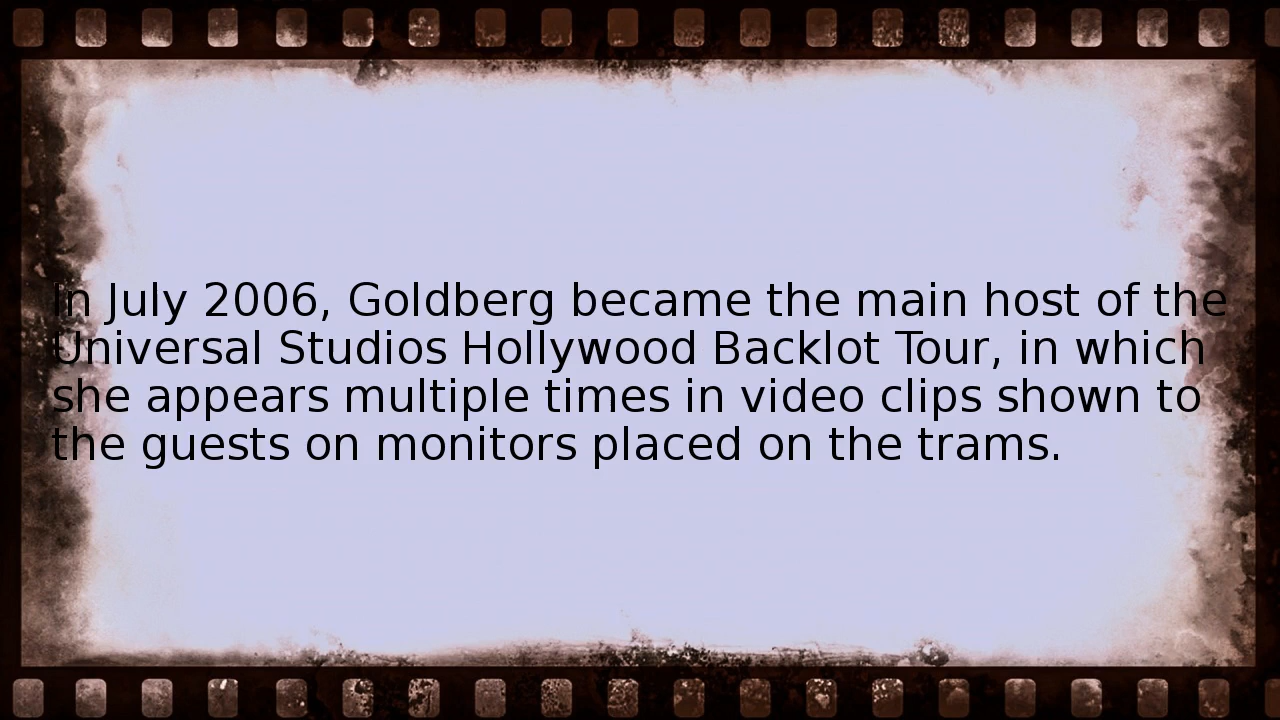 In July 2006, Goldberg became the main host of the
Universal Studios Hollywood Backlot Tour, in which
she appears multiple times in video clips shown to
the guests on monitors placed on the trams.